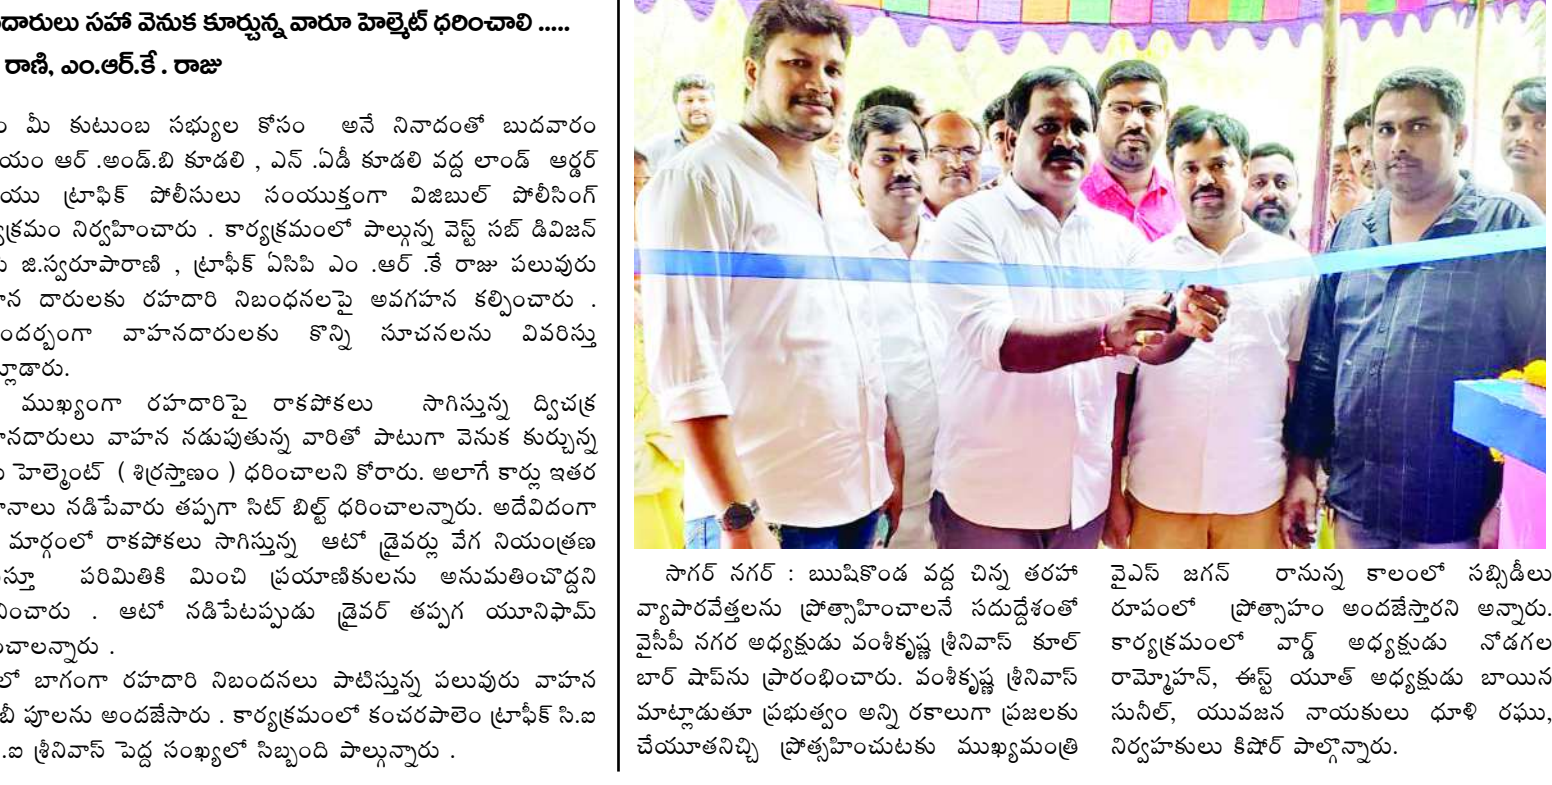 దారులు సహా వెనుక కూర్చున్న వారూ హెల్మెట్ ధరించాలి .....
రాణి, ఎం.ఆర్.కే . రాజు
మీ కుటుంబ సభ్యుల కోసం అనే నినాదంతో బుదవారం
యం ఆర్ .అండ్.బి కూడలి , ఎన్ .ఏడీ కూడలి వద్ద లాండ్ ఆర్డర్
యు ట్రాఫిక్ పోలీసులు సంయుక్తంగా విజిబుల్ పోలీసింగ్
క్రమం నిర్వహించారు . కార్యక్రమంలో పాల్గున్న వెస్ట్ సబ్ డివిజన్
జి.స్వరూపారాణి , ట్రాఫీక్ ఏసిపి ఎం .ఆర్ .కే రాజు పలువురు
న దారులకు రహదారి నిబంధనలపై అవగహన కల్పించారు .
ందర్భంగా వాహనదారులకు కొన్ని సూచనలను వివరిస్తు
్లాడారు.
ముఖ్యంగా రహదారిపై రాకపోకలు సాగిస్తున్న ద్విచక్ర
నదారులు వాహన నడుపుతున్న వారితో పాటుగా వెనుక కుర్చున్న
హెల్మెంట్ ( శిర్రస్తాణం ) ధరించాలని కోరారు. అలాగే కార్లు ఇతర
నాలు నడిపేవారు తప్పగా సిట్ బిల్ట్ ధరించాలన్నారు. అదేవిదంగా
మార్గంలో రాకపోకలు సాగిస్తున్న ఆటో డ్రైవర్లు వేగ నియంత్రణ
స్తూ పరిమితికి మించి ప్రయాణికులను అనుమతించొద్దని
ించారు . ఆటో నడిపేటప్పుడు డ్రైవర్ తప్పగ యూనిఫామ్
చాలన్నారు .
లో బాగంగా రహదారి నిబందనలు పాటిస్తున్న పలువురు వాహన
బీ పూలను అందజేసారు . కార్యక్రమంలో కంచరపాలెం ట్రాఫిక్ సి.ఐ
.ఐ శ్రీనివాస్ పెద్ద సంఖ్యలో సిబ్బంది పాల్గున్నారు .
సాగర్ నగర్ : ఋషికొండ వద్ద చిన్న తరహా
వ్యాపారవేత్తలను ప్రోత్సాహించాలనే సదుద్దేశంతో
వైసీపీ నగర అధ్యక్షుడు వంశీకృష్ణ శ్రీనివాస్ కూల్
బార్ షాప్‌ను ప్రారంభించారు. వంశీకృష్ణ శ్రీనివాస్
మాట్లాడుతూ ప్రభుత్వం అన్ని రకాలుగా ప్రజలకు
చేయూతనిచ్చి ప్రోత్సహించుటకు ముఖ్యమంత్రి
వైఎస్ జగన్ రానున్న కాలంలో సబ్సిడీలు
రూపంలో ప్రోత్సాహం అందజేస్తారని అన్నారు.
కార్యక్రమంలో వార్డ్ అధ్యక్షుడు నోడగల
రామ్మోహన్, ఈస్ట్ యూత్ అధ్యక్షుడు బాయిన
సునీల్, యువజన నాయకులు ధూళి రఘు,
నిర్వహకులు కిషోర్ పాల్గొన్నారు.